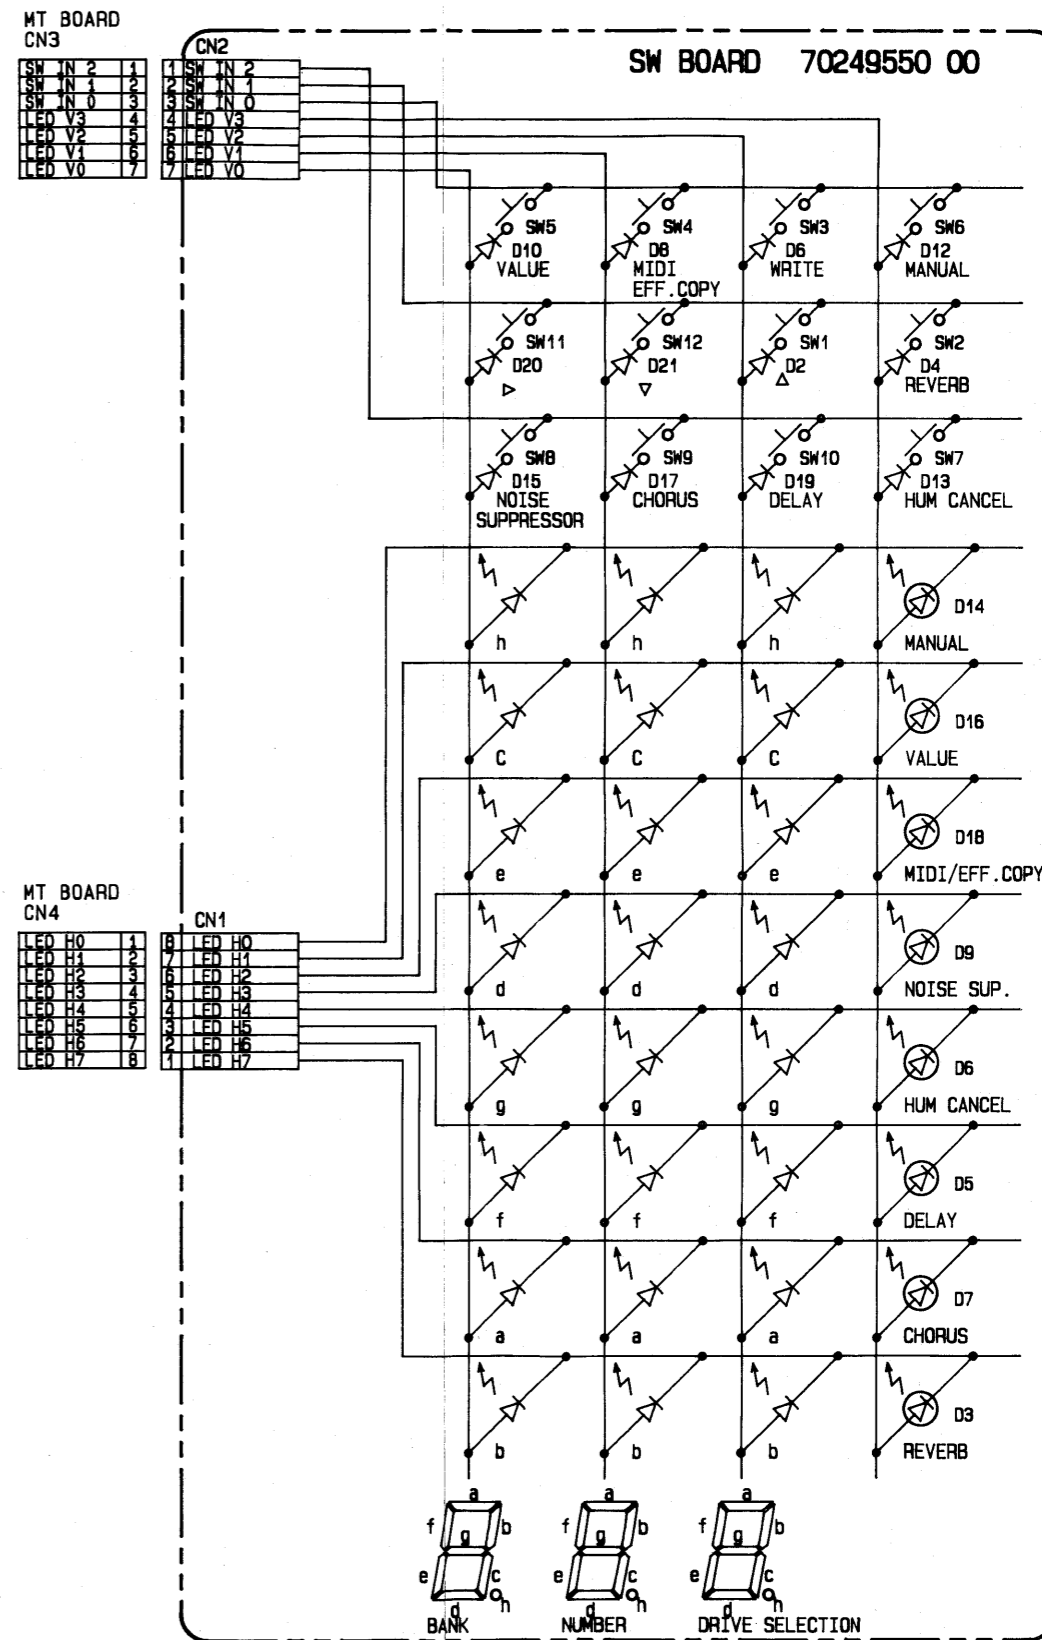 MT BOARD
CN3
SW IN 2 1
SW IN 1 2
SW IN 0 3
LED V3 4
LED V2 5
LED V1 6
LED V0 7
CN2
1 SW IN 2
2 SW IN 1
3 SW IN 0
4 LED V3
5 LED V2
6 LED V1
7 LED V0
SW BOARD 70249550 00
SW5 SW4 SW3 SW6
D10 D8 D6 D12
VALUE MIDI WRITE MANUAL
EFF.COPY
SW11 SW12 SW1 SW2
D20 D21 D2 D4
▷ ▽ △ REVERB
SW8 SW9 SW10 SW7
D15 D17 D19 D13
NOISE CHORUS DELAY HUM CANCEL
SUPPRESSOR
D14
h h h MANUAL
D16
C C C VALUE
D18
e e e MIDI/EFF.COPY
MT BOARD
CN4
LED H0 1
LED H1 2
LED H2 3
LED H3 4
LED H4 5
LED H5 6
LED H6 7
LED H7 8
CN1
8 LED H0
7 LED H1
6 LED H2
5 LED H3
4 LED H4
3 LED H5
2 LED H6
1 LED H7
D9
d d d NOISE SUP.
D6
g g g HUM CANCEL
D5
f f f DELAY
D7
a a a CHORUS
D3
b b b REVERB
a a a
f g b f g b f g b
e c e c e c
d h d h d h
BANK NUMBER DRIVE SELECTION